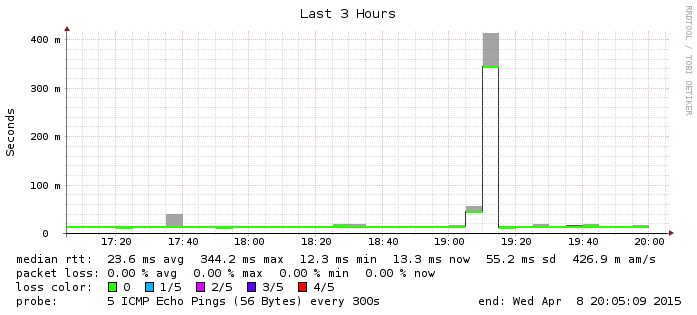 Last 3 Hours
RRDTOOL / TOBI OETIKER
Seconds
400 m
300 m
200 m
100 m
0
17:20 17:40 18:00 18:20 18:40 19:00 19:20 19:40 20:00
median rtt: 23.6 ms avg 344.2 ms max 12.3 ms min 13.3 ms now 55.2 ms sd 426.9 m am/s
packet loss: 0.00 % avg 0.00 % max 0.00 % min 0.00 % now
loss color: 0 1/5 2/5 3/5 4/5
probe: 5 ICMP Echo Pings (56 Bytes) every 300s end: Wed Apr 8 20:05:09 2015